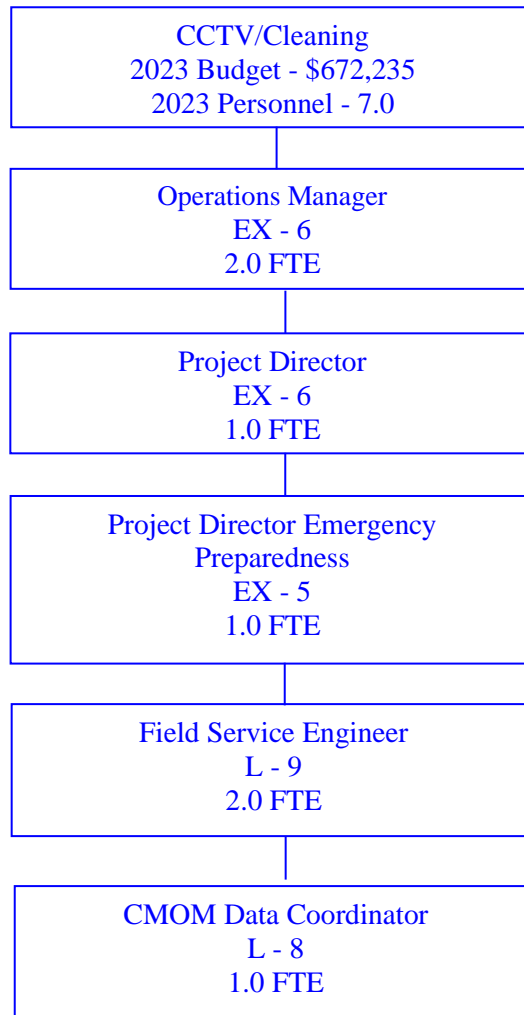 CCTV/Cleaning
2023 Budget - $672,235
2023 Personnel - 7.0
Operations Manager
EX - 6
2.0 FTE
Project Director
EX - 6
1.0 FTE
Project Director Emergency
Preparedness
EX - 5
1.0 FTE
Field Service Engineer
L - 9
2.0 FTE
CMOM Data Coordinator
L - 8
1.0 FTE